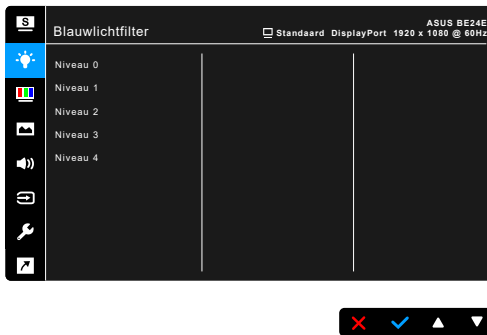 S
ASUS BE24E
Blauwlichtfilter
Standaard DisplayPort 1920 x 1080 @ 60Hz
Niveau 0
Niveau 1
Niveau 2
Niveau 3
Niveau 4